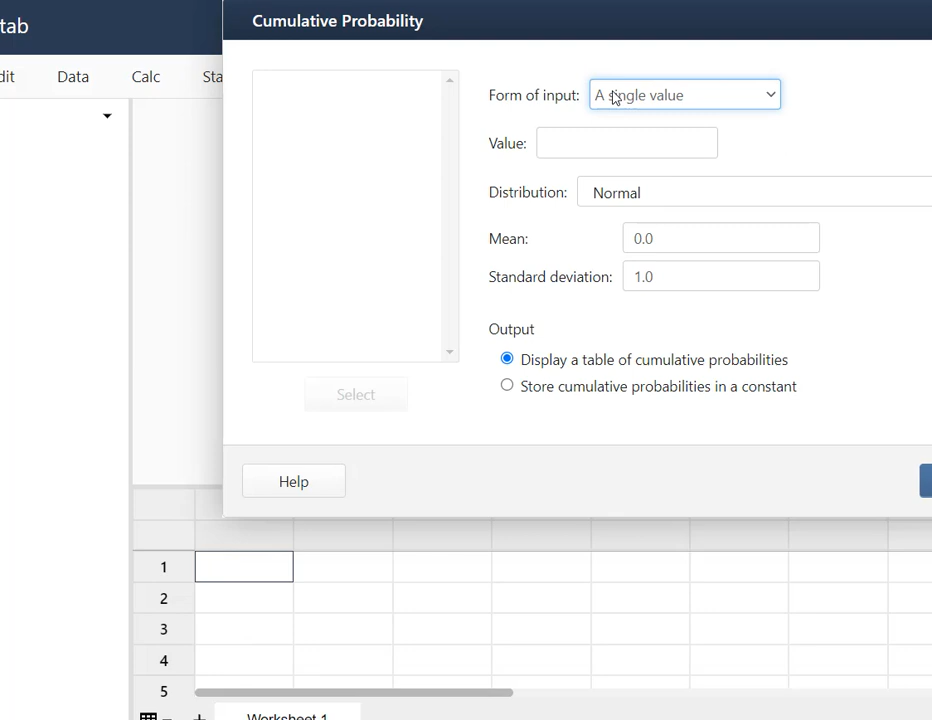 tab
Cumulative Probability
dit Data Calc Sta
Form of input: A single value
Value:
Distribution: Normal
Mean: 0.0
Standard deviation: 1.0
Output
Display a table of cumulative probabilities
Store cumulative probabilities in a constant
Select
Help
1
2
3
4
5
+ Worksheet 1